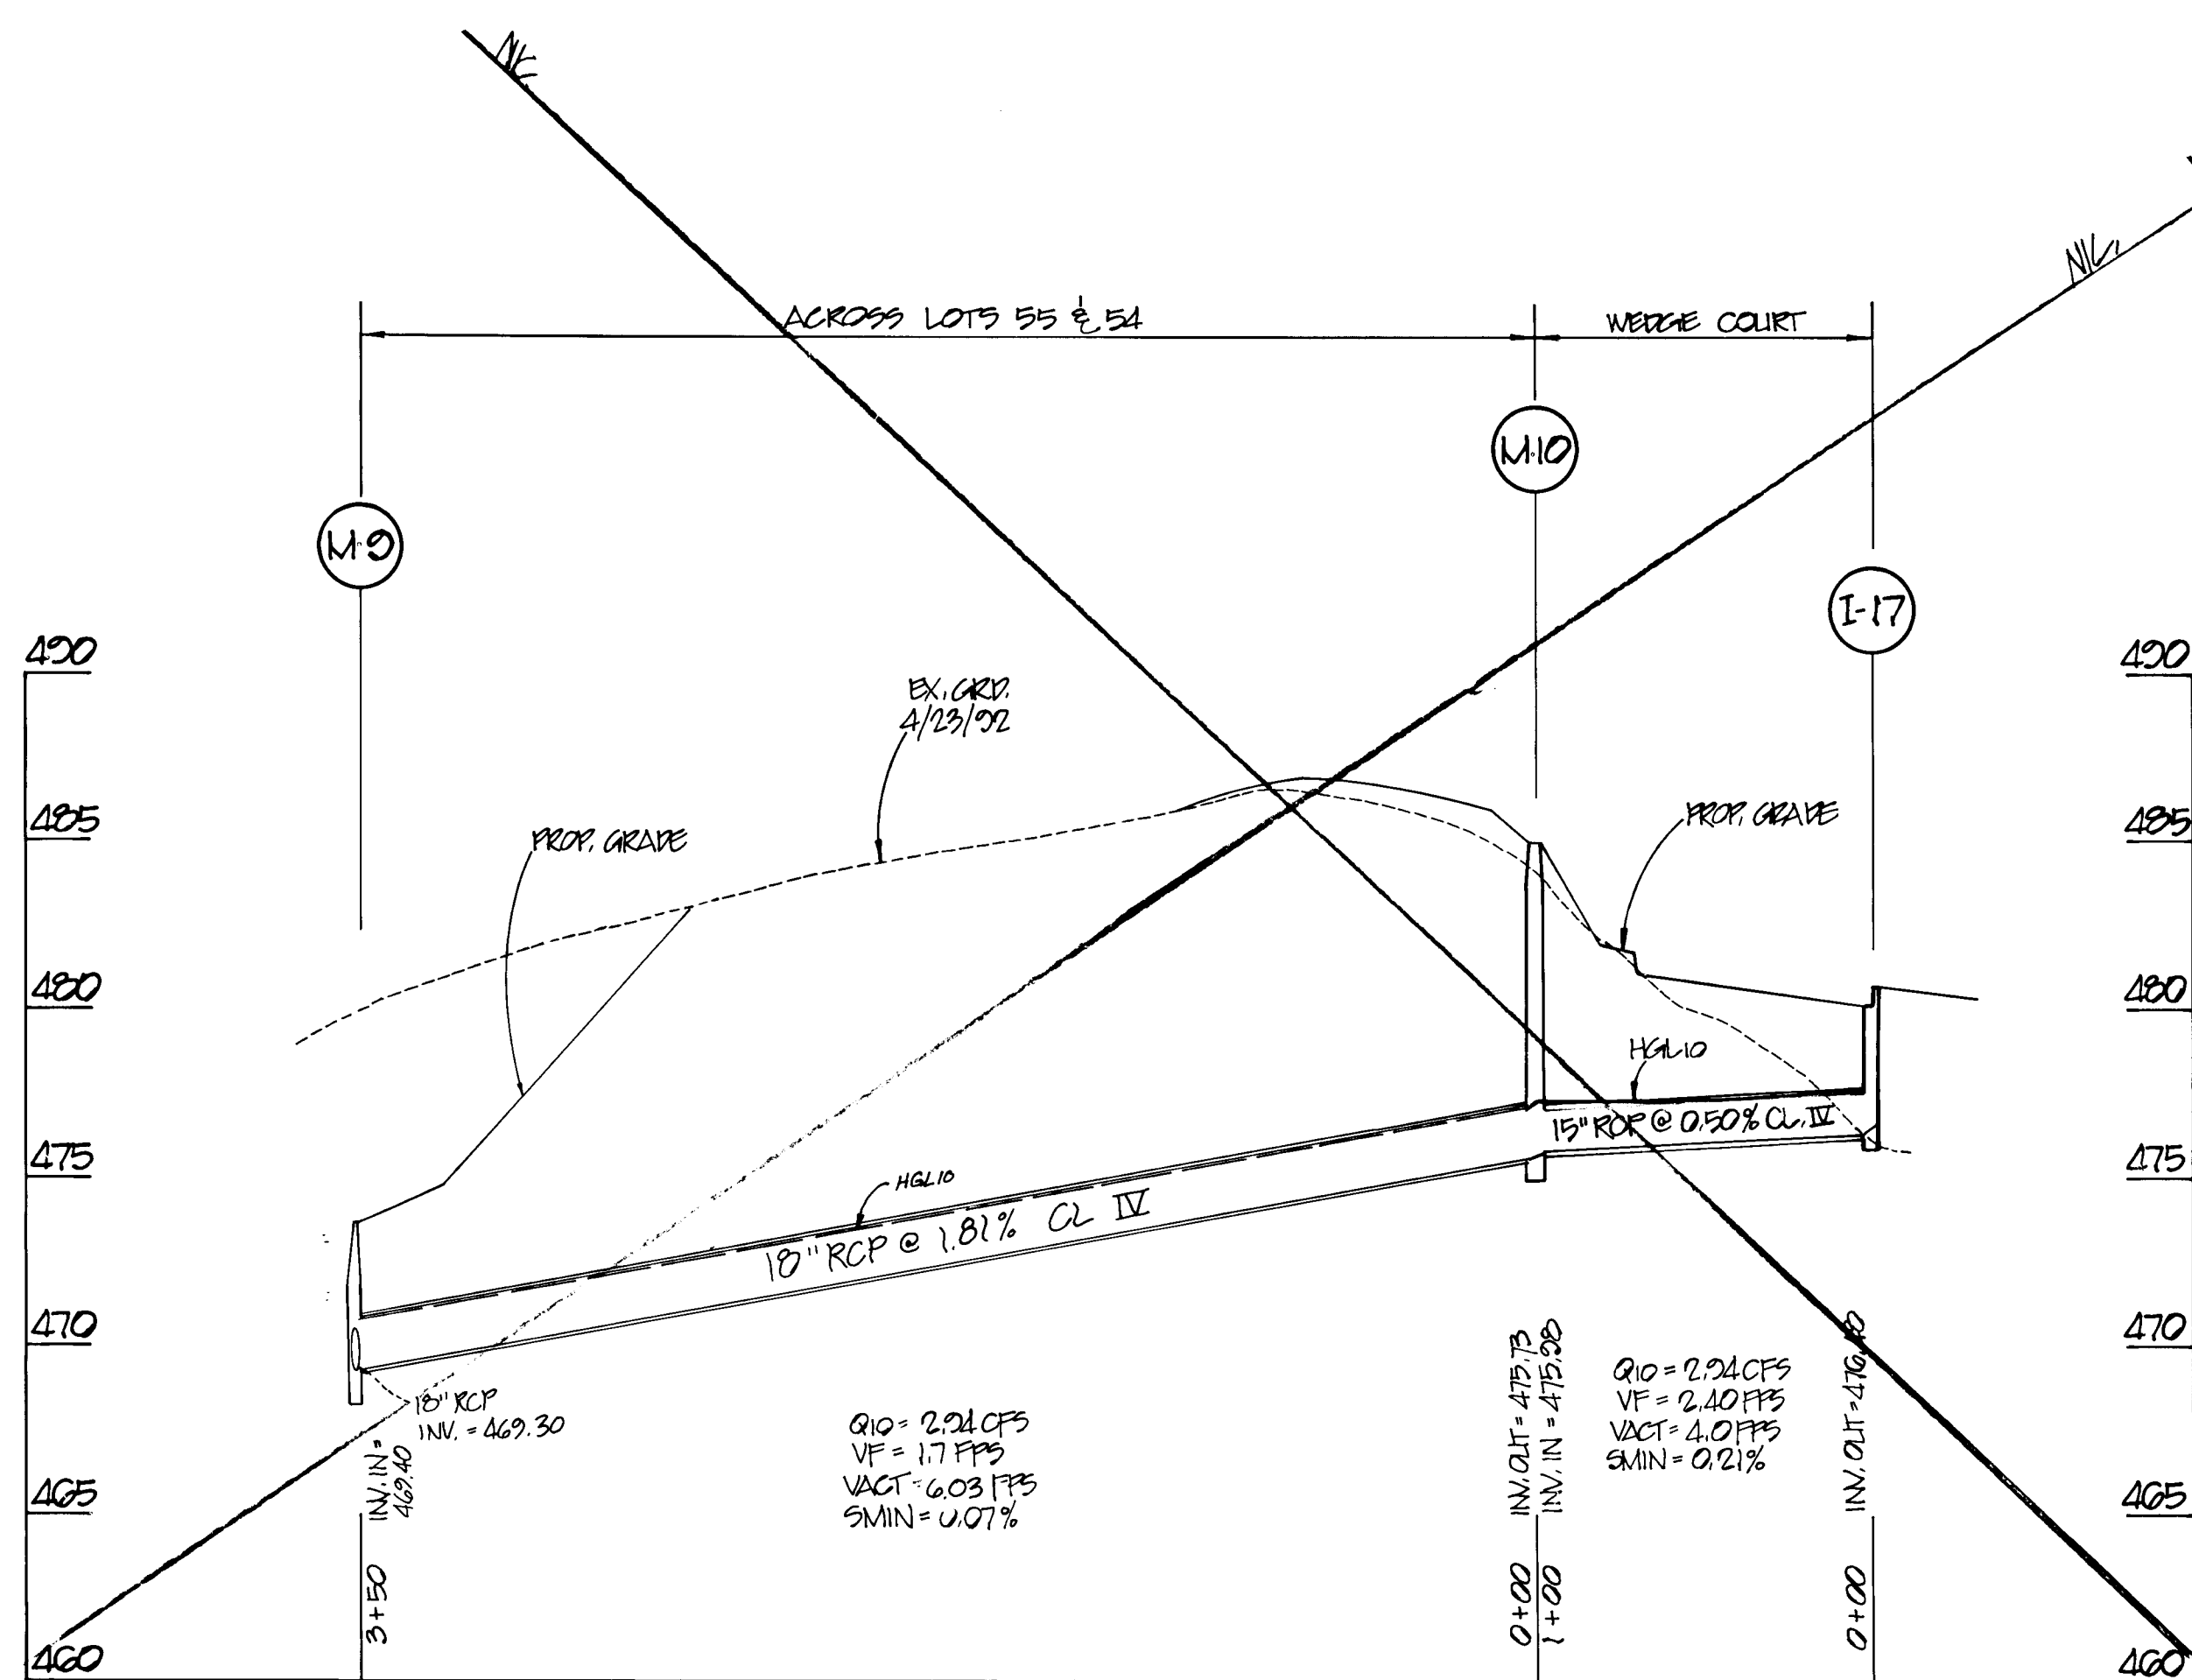 ACROSS LOTS 55 & 54
WEDGE COURT
M-10
M-9
I-17
490
490
EX. GRD.
4/23/92
485
PROP. GRADE
PROP. GRADE
485
480
480
HGL10
15" RCP @ 0.50% CL. IV
475
475
HGL10
18" RCP @ 1.81% CL IV
470
470
18" RCP
INV. = 469.30
INV. IN =
469.40
Q10 = 2.94 CFS
VF = 1.7 FPS
VACT = 6.03 FPS
SMIN = 0.07%
INV. OUT = 475.73
INV. IN = 475.98
Q10 = 2.94 CFS
VF = 2.40 FPS
VACT = 4.0 FPS
SMIN = 0.21%
INV. OUT =
465
465
3+50
0+00
1+00
0+00
460
460